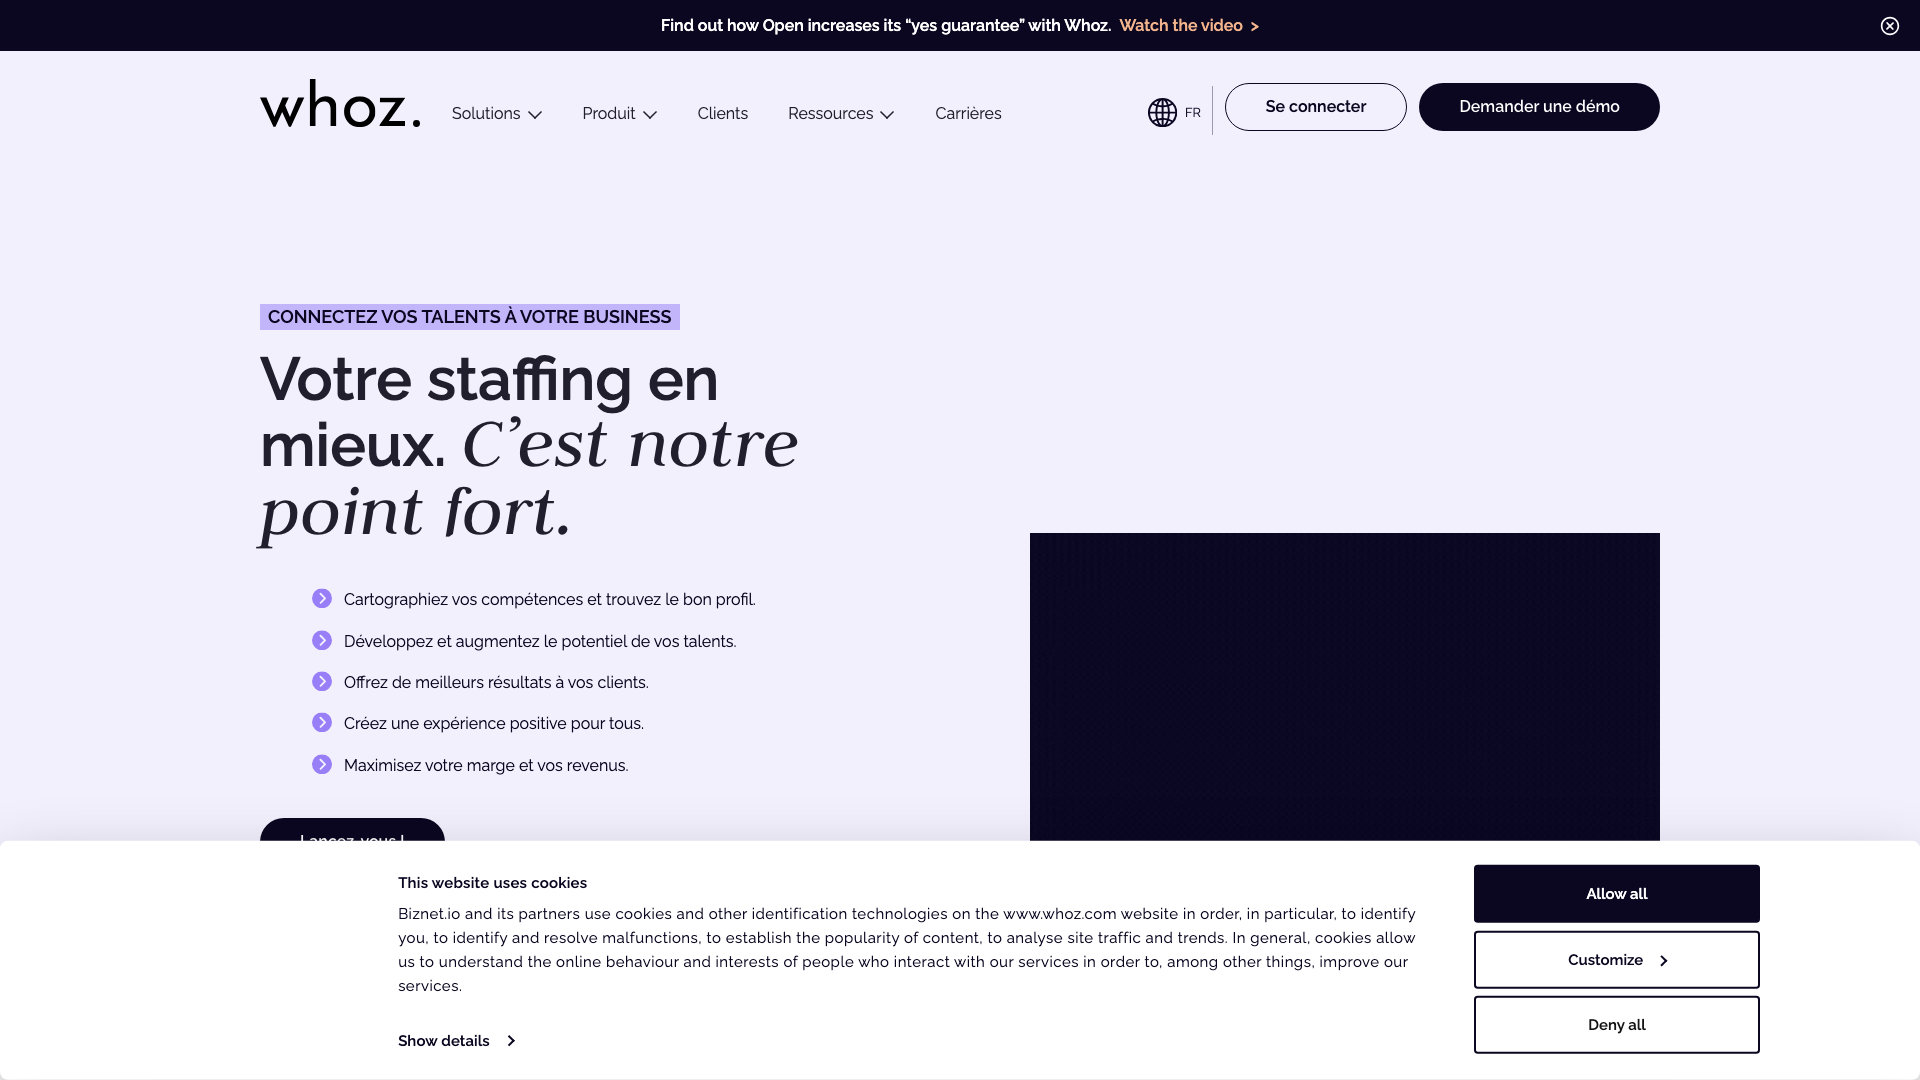 Find out how Open increases its “yes guarantee” with Whoz. Watch the video >
whoz.
Solutions
Produit
Clients
Ressources
Carrières
FR
Se connecter
Demander une démo
CONNECTEZ VOS TALENTS À VOTRE BUSINESS
Votre staffing en
mieux. C’est notre
point fort.
Cartographiez vos compétences et trouvez le bon profil.
Développez et augmentez le potentiel de vos talents.
Offrez de meilleurs résultats à vos clients.
Créez une expérience positive pour tous.
Maximisez votre marge et vos revenus.
Lancez-vous !
This website uses cookies
Biznet.io and its partners use cookies and other identification technologies on the www.whoz.com website in order, in particular, to identify
you, to identify and resolve malfunctions, to establish the popularity of content, to analyse site traffic and trends. In general, cookies allow
us to understand the online behaviour and interests of people who interact with our services in order to, among other things, improve our
services.
Show details
Allow all
Customize
Deny all